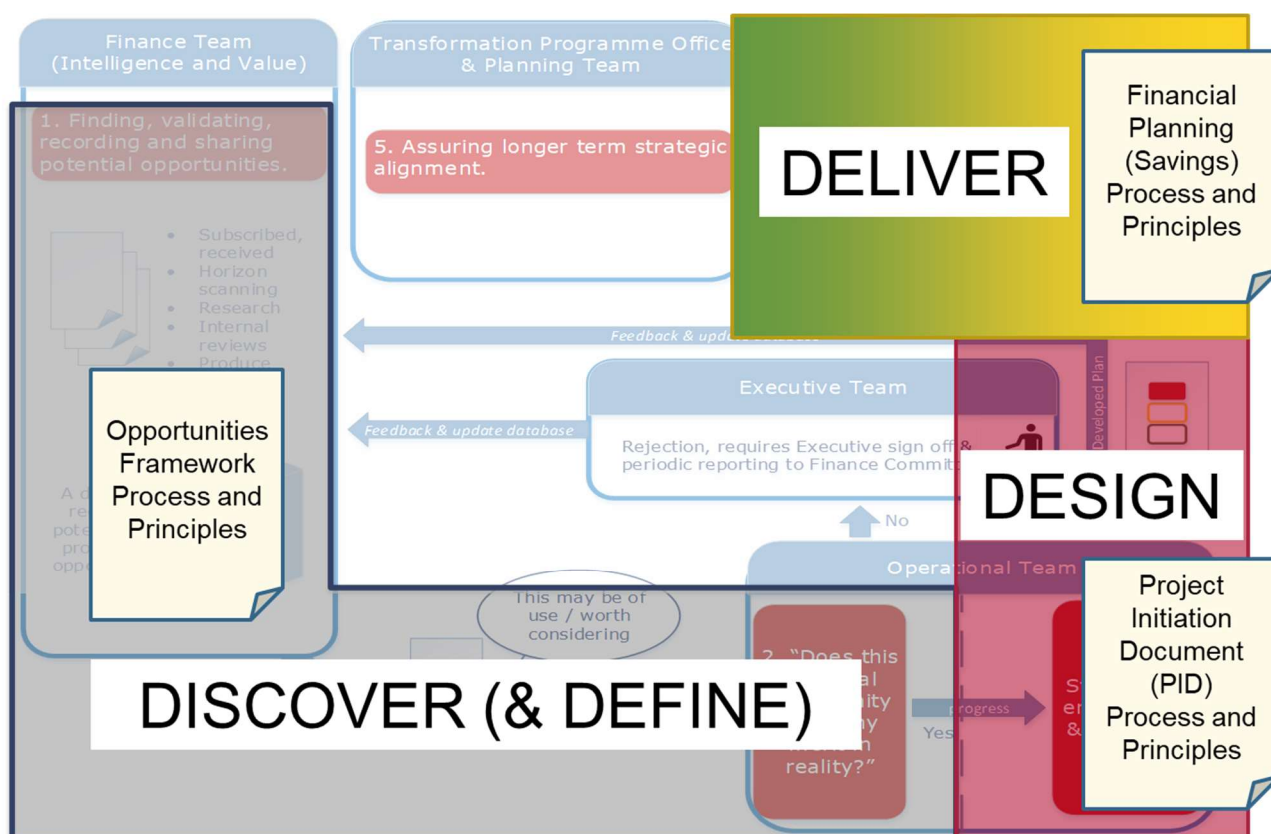 Finance Team
(Intelligence and Value)
1. Finding, validating,
recording and sharing
potential opportunities.
Subscribed,
received
Horizon
scanning
Research
Internal
reviews
Produce
Opportunities
Framework
Process and
Principles
Transformation Programme Office
& Planning Team
5. Assuring longer term strategic
alignment.
DELIVER
Financial
Planning
(Savings)
Process and
Principles
Feedback & update database
Developed Plan
Executive Team
Feedback & update database
Rejection, requires Executive sign off &
periodic reporting to Finance
DESIGN
No
Operational Team
This may be of
use / worth
considering
2. "Does this
reality?"
progress
Yes
DISCOVER (& DEFINE)
Project
Initiation
Document
(PID)
Process and
Principles